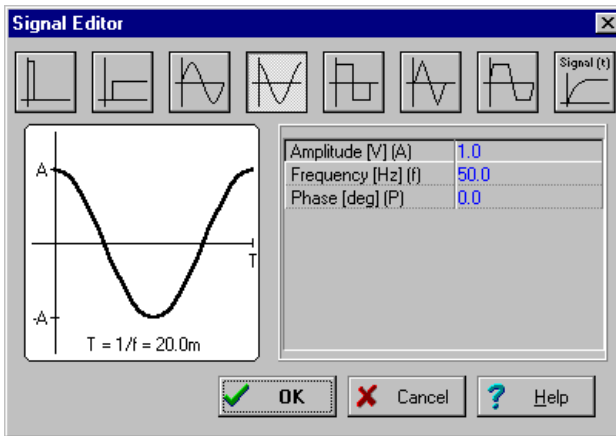 Signal Editor
Signal (t)
A
T
-A
T = 1/f = 20.0m
Amplitude [V] (A) 1.0
Frequency [Hz] (f) 50.0
Phase [deg] (P) 0.0
OK
Cancel
? Help